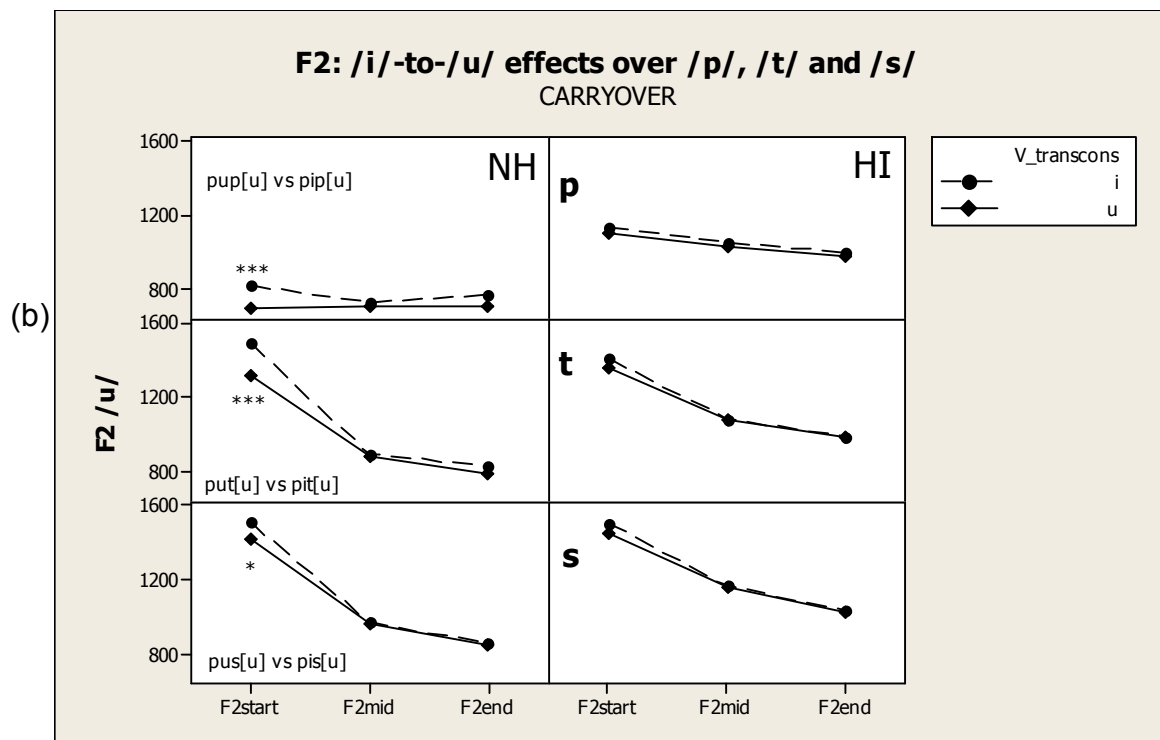 F2: /i/-to-/u/ effects over /p/, /t/ and /s/
CARRYOVER
(b)
F2 /u/
1600
1200
800
pup[u] vs pip[u]
NH
***
p
HI
V_transcons
i
u
1600
1200
800
***
put[u] vs pit[u]
t
1600
1200
800
*
pus[u] vs pis[u]
s
F2start F2mid F2end F2start F2mid F2end